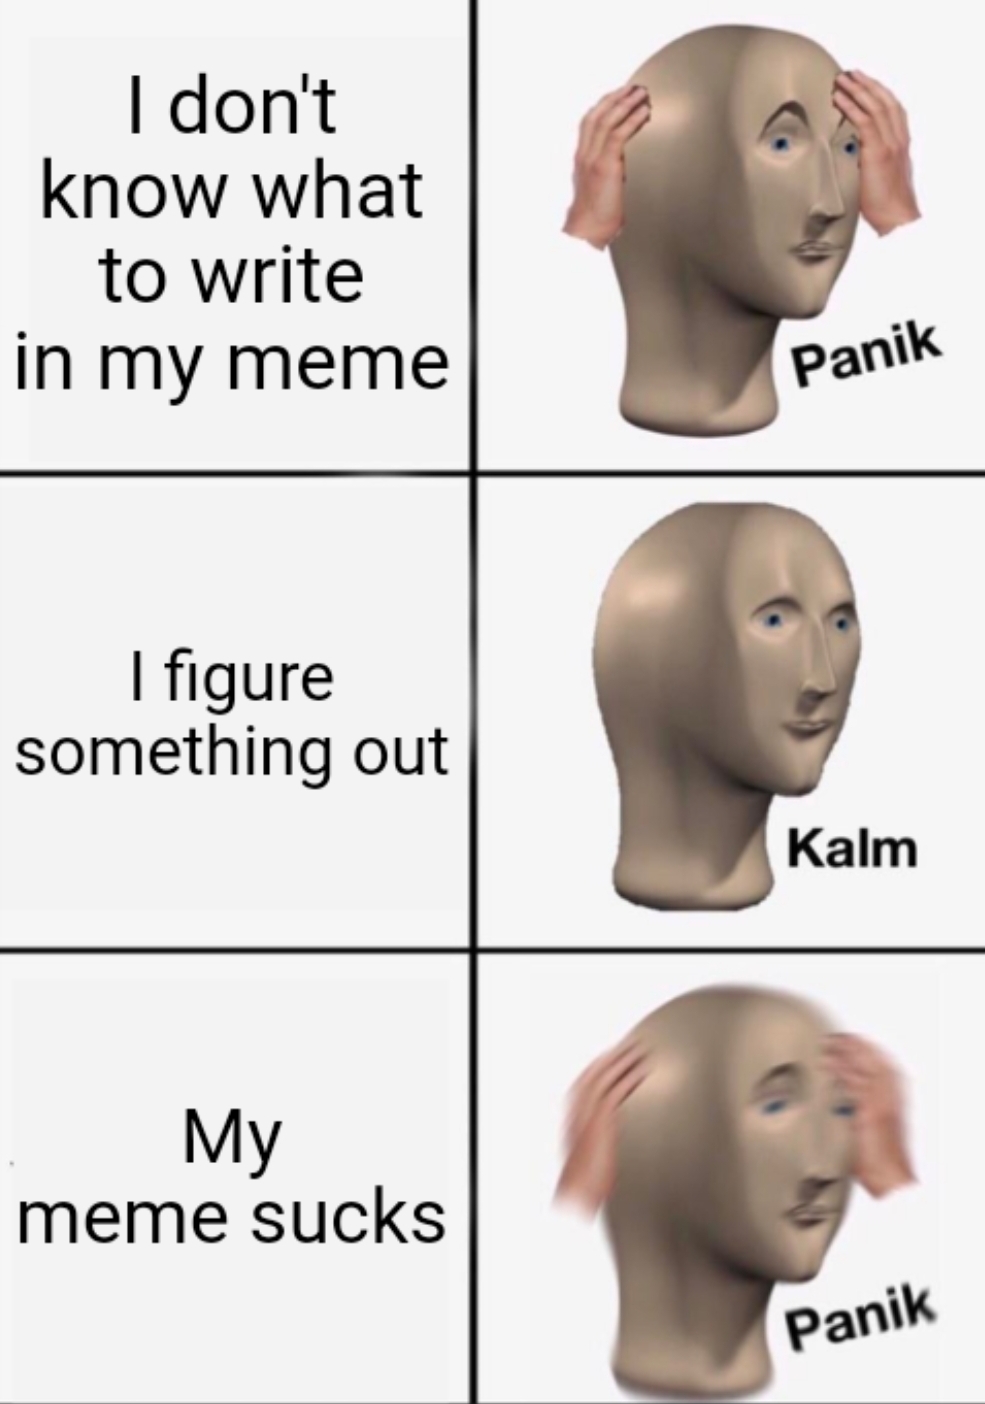 I don't
know what
to write
in my meme
Panik
I figure
something out
Kalm
My
meme sucks
Panik